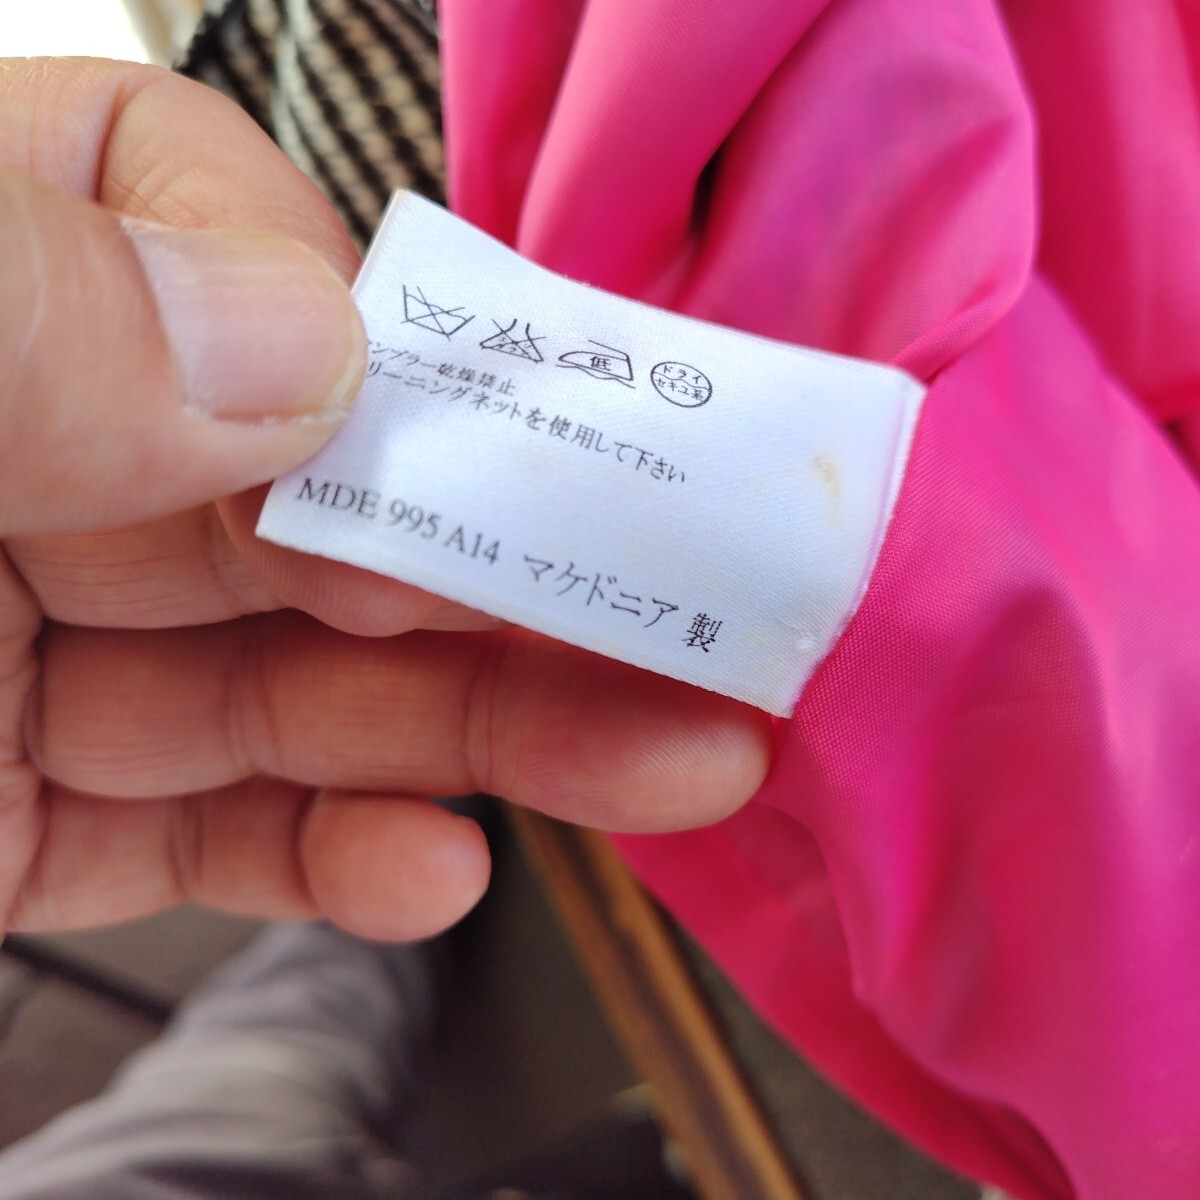 低
ドライ
セキユ系
ンブラー乾燥禁止
リーニングネットを使用して下さい
MDE 995 A14 マケドニア 製